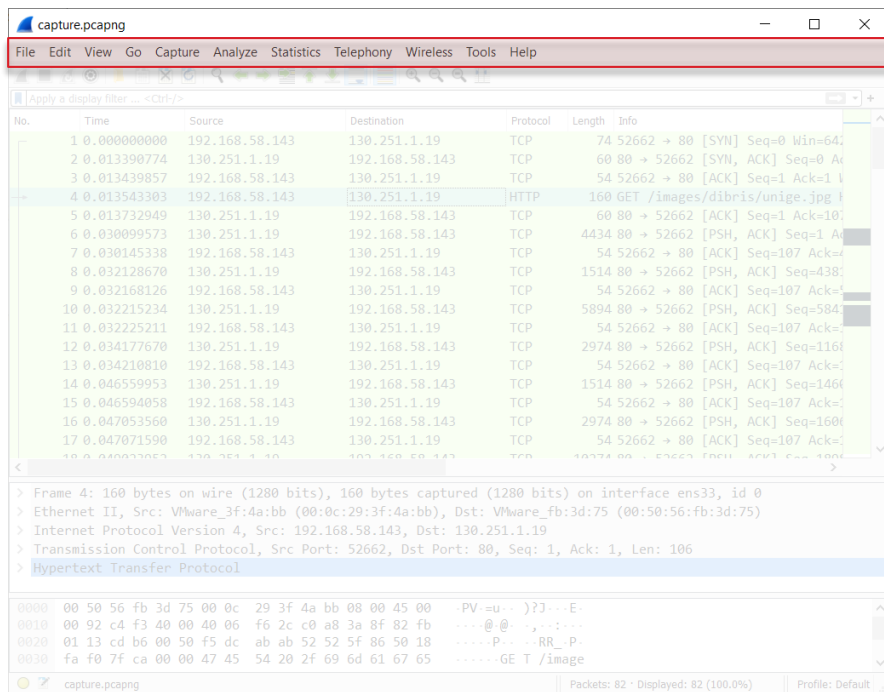 capture.pcapng
File Edit View Go Capture Analyze Statistics Telephony Wireless Tools Help
Apply a display filter ... <Ctrl-/>
No. Time Source Destination Protocol Length Info
1 0.000000000 192.168.58.143 130.251.1.19 TCP 74 52662 → 80 [SYN] Seq=0 Win=642
2 0.013390774 130.251.1.19 192.168.58.143 TCP 60 80 → 52662 [SYN, ACK] Seq=0 A
3 0.013439857 192.168.58.143 130.251.1.19 TCP 54 52662 → 80 [ACK] Seq=1 Ack=1 W
4 0.013543303 192.168.58.143 130.251.1.19 HTTP 160 GET /images/dibris/unige.jpg H
5 0.013732949 130.251.1.19 192.168.58.143 TCP 60 80 → 52662 [ACK] Seq=1 Ack=107
6 0.030099573 130.251.1.19 192.168.58.143 TCP 4434 80 → 52662 [PSH, ACK] Seq=1 A
7 0.030145338 192.168.58.143 130.251.1.19 TCP 54 52662 → 80 [ACK] Seq=107 Ack=4
8 0.032128670 130.251.1.19 192.168.58.143 TCP 1514 80 → 52662 [PSH, ACK] Seq=4381
9 0.032168126 192.168.58.143 130.251.1.19 TCP 54 52662 → 80 [ACK] Seq=107 Ack=5
10 0.032215234 130.251.1.19 192.168.58.143 TCP 5894 80 → 52662 [PSH, ACK] Seq=5841
11 0.032225211 192.168.58.143 130.251.1.19 TCP 54 52662 → 80 [ACK] Seq=107 Ack=1
12 0.034177670 130.251.1.19 192.168.58.143 TCP 2974 80 → 52662 [PSH, ACK] Seq=1168
13 0.034210810 192.168.58.143 130.251.1.19 TCP 54 52662 → 80 [ACK] Seq=107 Ack=1
14 0.046559953 130.251.1.19 192.168.58.143 TCP 1514 80 → 52662 [PSH, ACK] Seq=1460
15 0.046594058 192.168.58.143 130.251.1.19 TCP 54 52662 → 80 [ACK] Seq=107 Ack=1
16 0.047053560 130.251.1.19 192.168.58.143 TCP 2974 80 → 52662 [PSH, ACK] Seq=1606
17 0.047071590 192.168.58.143 130.251.1.19 TCP 54 52662 → 80 [ACK] Seq=107 Ack=1
Frame 4: 160 bytes on wire (1280 bits), 160 bytes captured (1280 bits) on interface ens33, id 0
Ethernet II, Src: VMware_3f:4a:bb (00:0c:29:3f:4a:bb), Dst: VMware_fb:3d:75 (00:50:56:fb:3d:75)
Internet Protocol Version 4, Src: 192.168.58.143, Dst: 130.251.1.19
Transmission Control Protocol, Src Port: 52662, Dst Port: 80, Seq: 1, Ack: 1, Len: 106
Hypertext Transfer Protocol
0000 00 50 56 fb 3d 75 00 0c 29 3f 4a bb 08 00 45 00 ·PV·=u·· )?J···E·
0010 00 92 c4 f3 40 00 40 06 f6 2c c0 a8 3a 8f 82 fb ····@·@· ·,··:···
0020 01 13 cd b6 00 50 f5 dc ab ab 52 52 5f 86 50 18 ·····P·· ··RR_·P·
0030 fa f0 7f ca 00 00 47 45 54 20 2f 69 6d 61 67 65 ······GE T /image
capture.pcapng Packets: 82 · Displayed: 82 (100.0%) Profile: Default